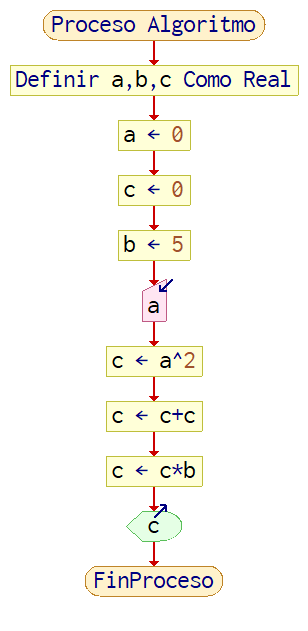 Proceso Algoritmo
Definir a,b,c Como Real
a ← 0
c ← 0
b ← 5
a
c ← a^2
c ← c+c
c ← c*b
c
FinProceso